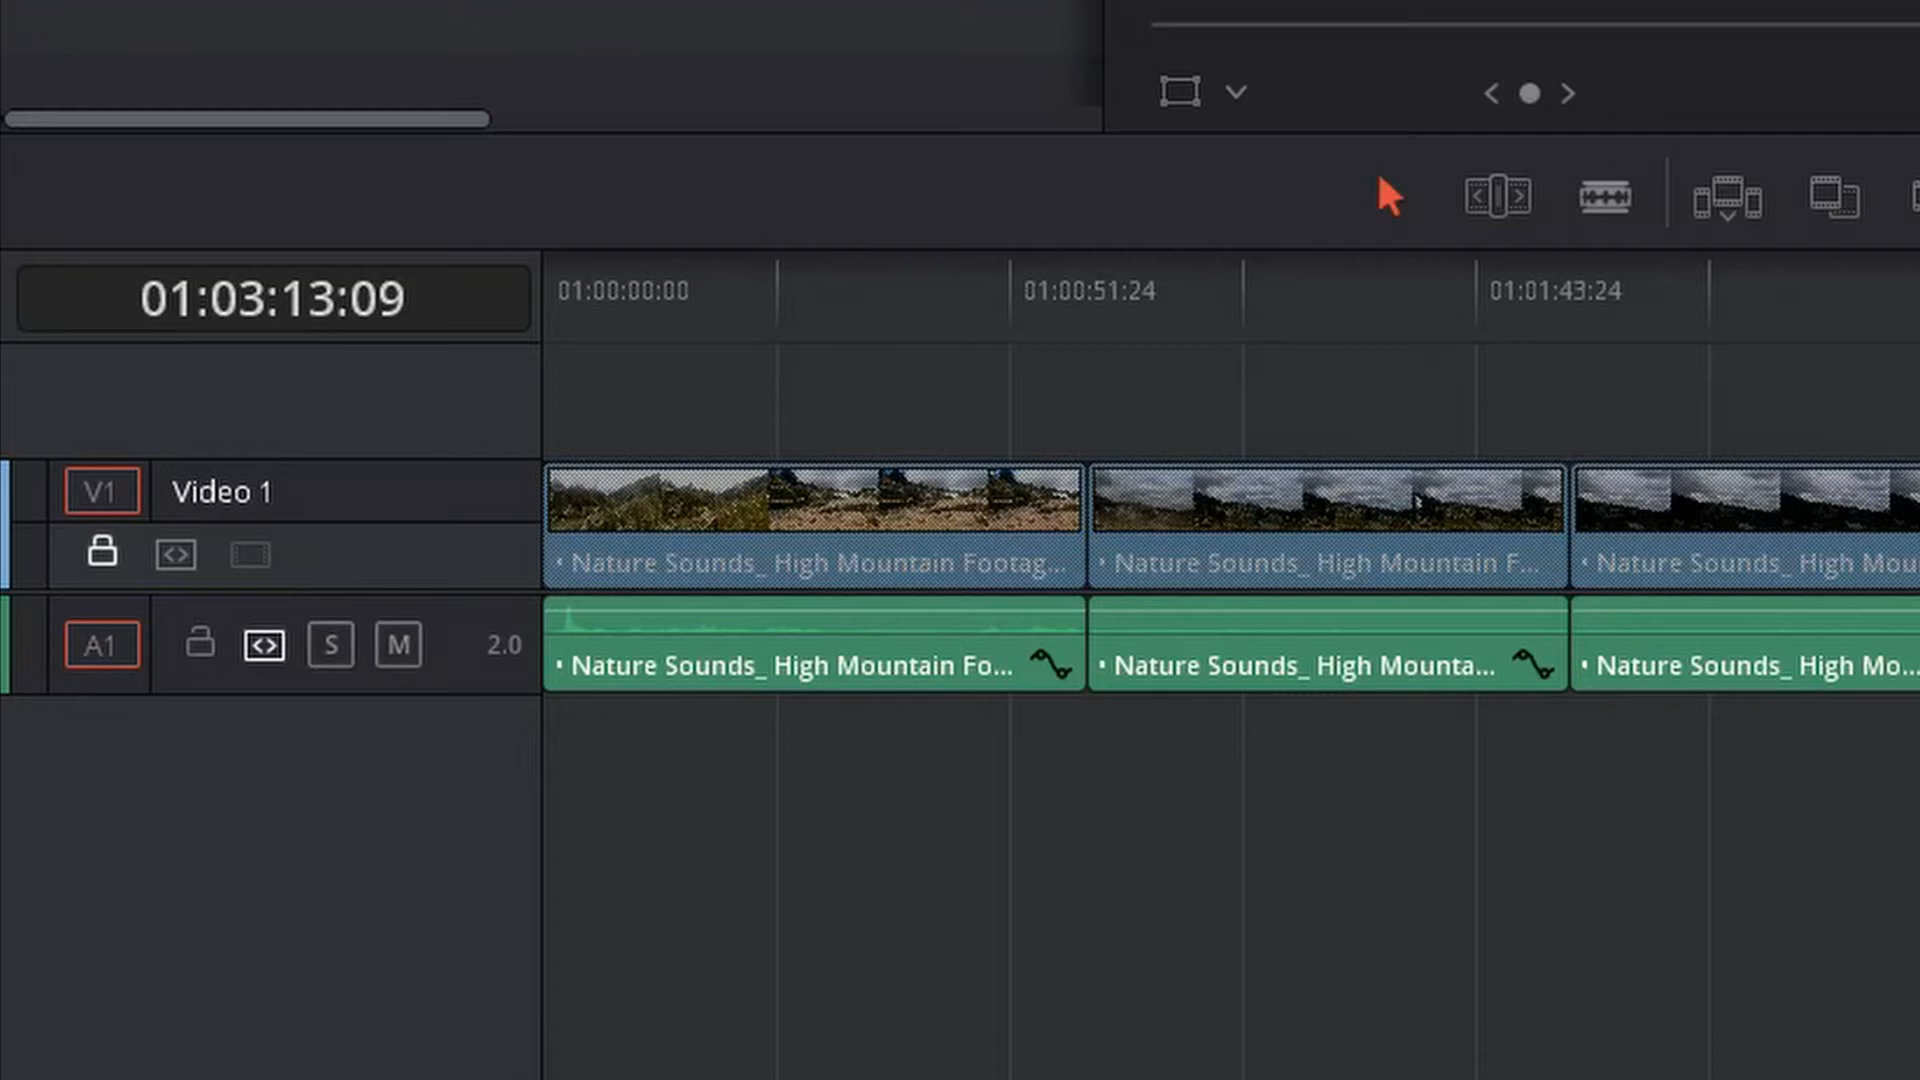 01:03:13:09
01:00:00:00
01:00:51:24
01:01:43:24
V1
Video 1
Nature Sounds_ High Mountain Footag...
Nature Sounds_ High Mountain F...
Nature Sounds_ High Moun
A1
S
M
2.0
Nature Sounds_ High Mountain Fo...
Nature Sounds_ High Mounta...
Nature Sounds_ High Mo...